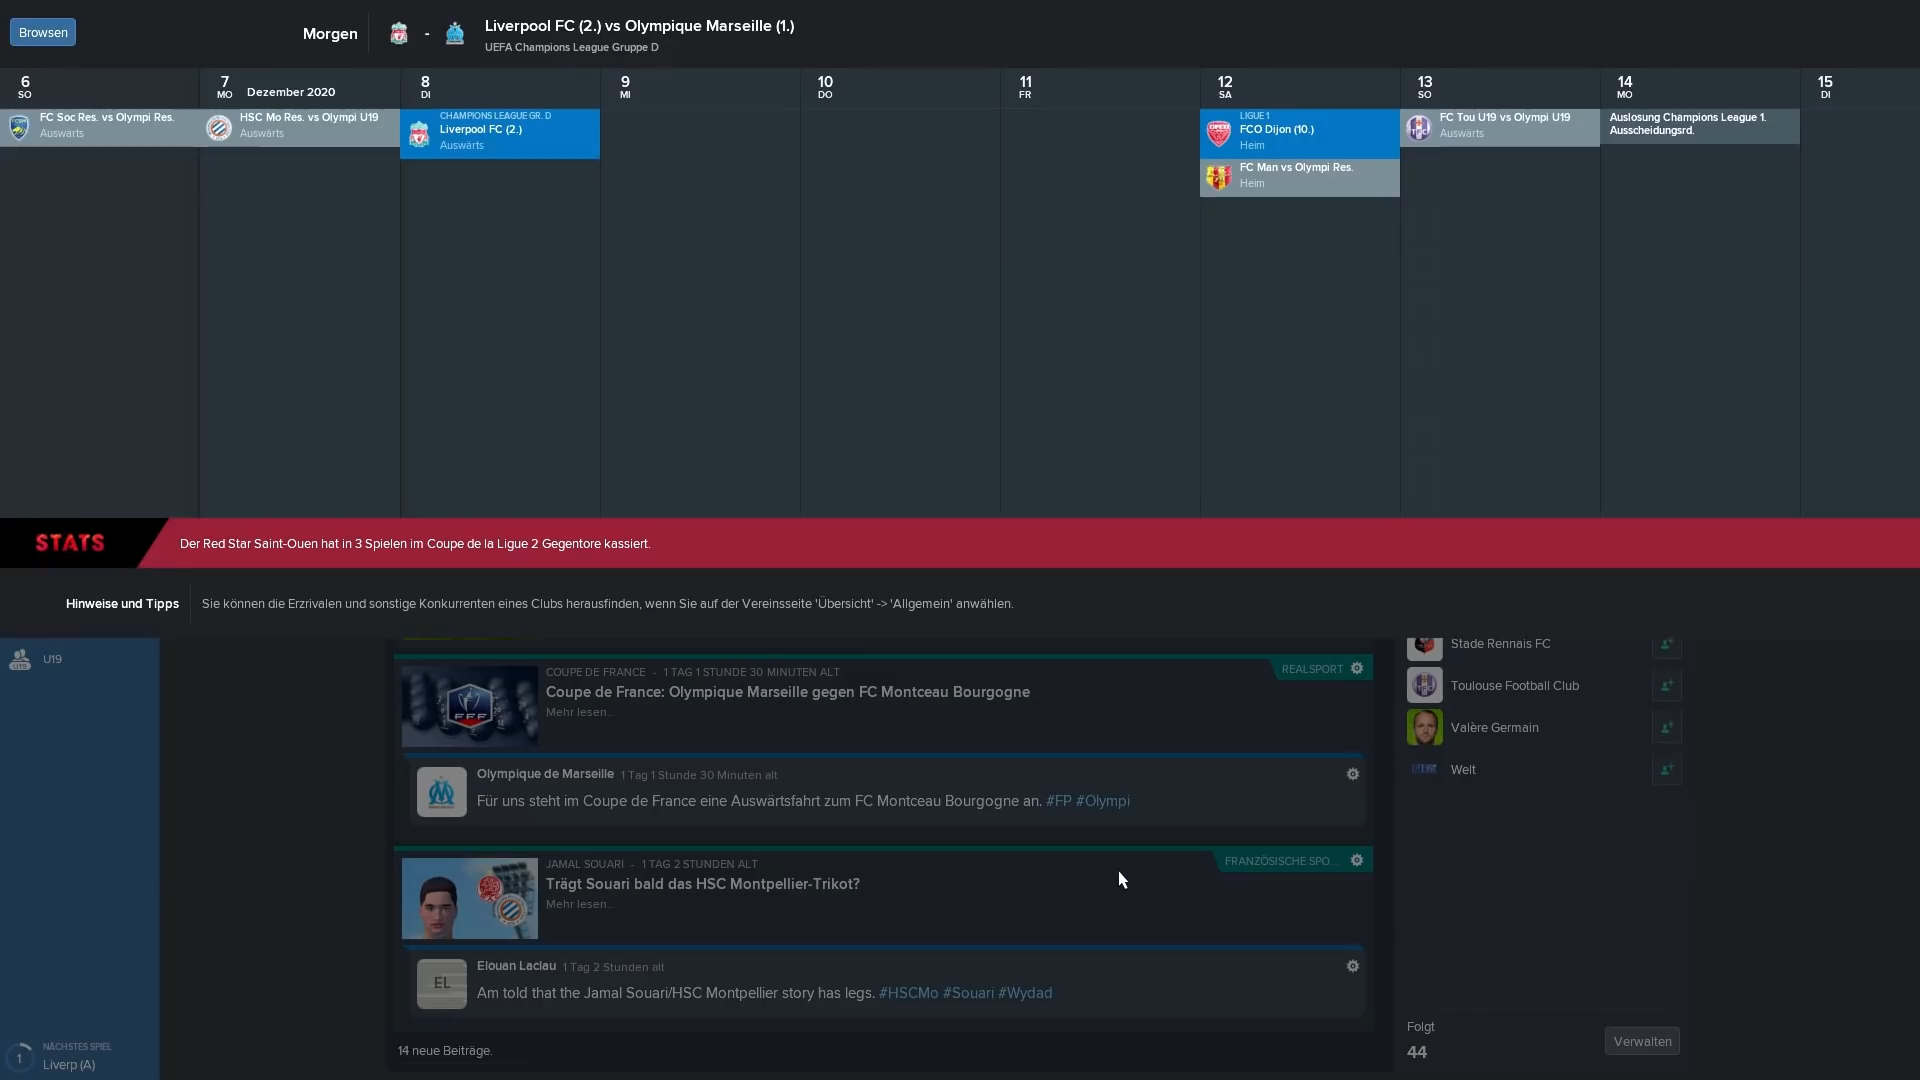 Browsen
Morgen
-
Liverpool FC (2.) vs Olympique Marseille (1.)
UEFA Champions League Gruppe D
6
SO
7
MO
Dezember 2020
8
DI
9
MI
10
DO
11
FR
12
SA
13
SO
14
MO
15
DI
FC Soc Res. vs Olympi Res.
Auswärts
HSC Mo Res. vs Olympi U19
Auswärts
CHAMPIONS LEAGUE GR. D
Liverpool FC (2.)
Auswärts
LIGUE 1
FCO Dijon (10.)
Heim
FC Man vs Olympi Res.
Heim
FC Tou U19 vs Olympi U19
Auswärts
Auslosung Champions League 1.
Ausscheidungsrd.
STATS
Der Red Star Saint-Ouen hat in 3 Spielen im Coupe de la Ligue 2 Gegentore kassiert.
Hinweise und Tipps
Sie können die Erzrivalen und sonstige Konkurrenten eines Clubs herausfinden, wenn Sie auf der Vereinsseite 'Übersicht' -> 'Allgemein' anwählen.
U19
U19
COUPE DE FRANCE - 1 TAG 1 STUNDE 30 MINUTEN ALT
REALSPORT
FFF
Coupe de France: Olympique Marseille gegen FC Montceau Bourgogne
Mehr lesen...
Olympique de Marseille 1 Tag 1 Stunde 30 Minuten alt
Für uns steht im Coupe de France eine Auswärtsfahrt zum FC Montceau Bourgogne an. #FP #Olympi
JAMAL SOUARI - 1 TAG 2 STUNDEN ALT
FRANZÖSISCHE SPO...
Trägt Souari bald das HSC Montpellier-Trikot?
Mehr lesen...
EL
Elouan Laclau 1 Tag 2 Stunden alt
Am told that the Jamal Souari/HSC Montpellier story has legs. #HSCMo #Souari #Wydad
14 neue Beiträge.
Stade Rennais FC
Toulouse Football Club
Valère Germain
Welt
Folgt
44
Verwalten
1
NÄCHSTES SPIEL
Liverp (A)